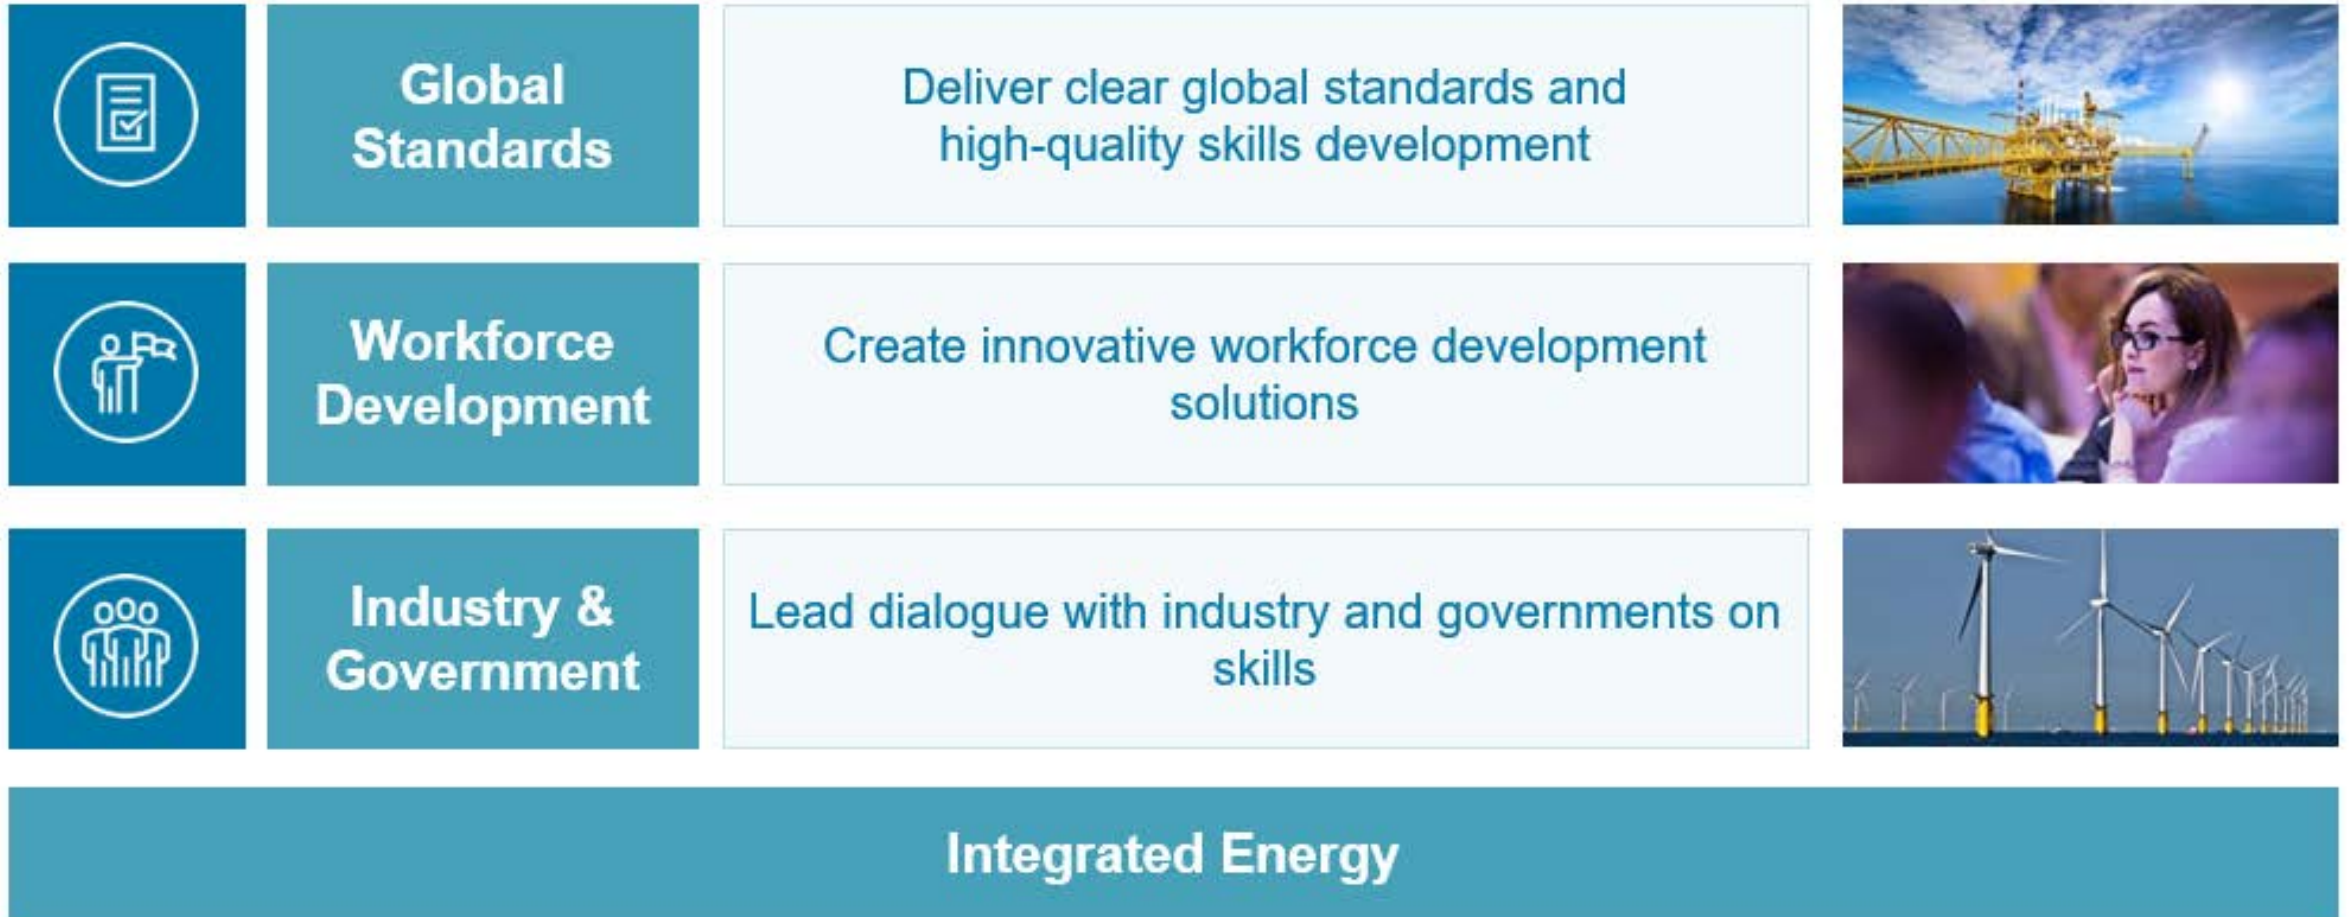 Global
Standards
Deliver clear global standards and
high-quality skills development
Workforce
Development
Create innovative workforce development
solutions
Industry &
Government
Lead dialogue with industry and governments on
skills
Integrated Energy